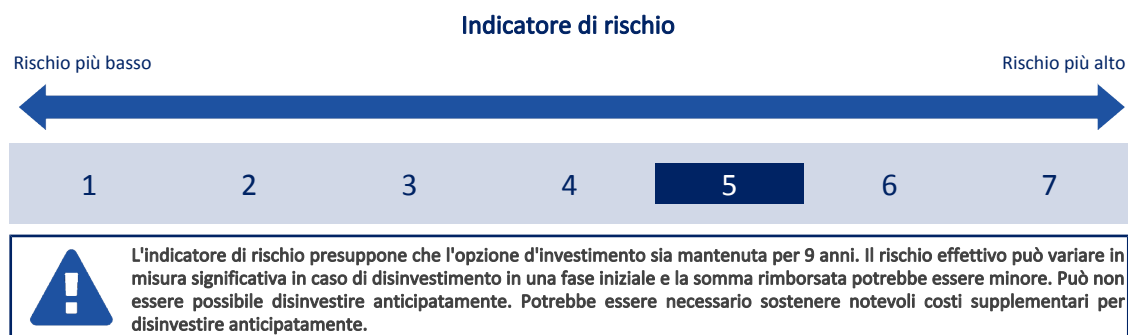 Indicatore di rischio
Rischio più basso
Rischio più alto
1 2 3 4 5 6 7
L'indicatore di rischio presuppone che l'opzione d'investimento sia mantenuta per 9 anni. Il rischio effettivo può variare in
misura significativa in caso di disinvestimento in una fase iniziale e la somma rimborsata potrebbe essere minore. Può non
essere possibile disinvestire anticipatamente. Potrebbe essere necessario sostenere notevoli costi supplementari per
disinvestire anticipatamente.